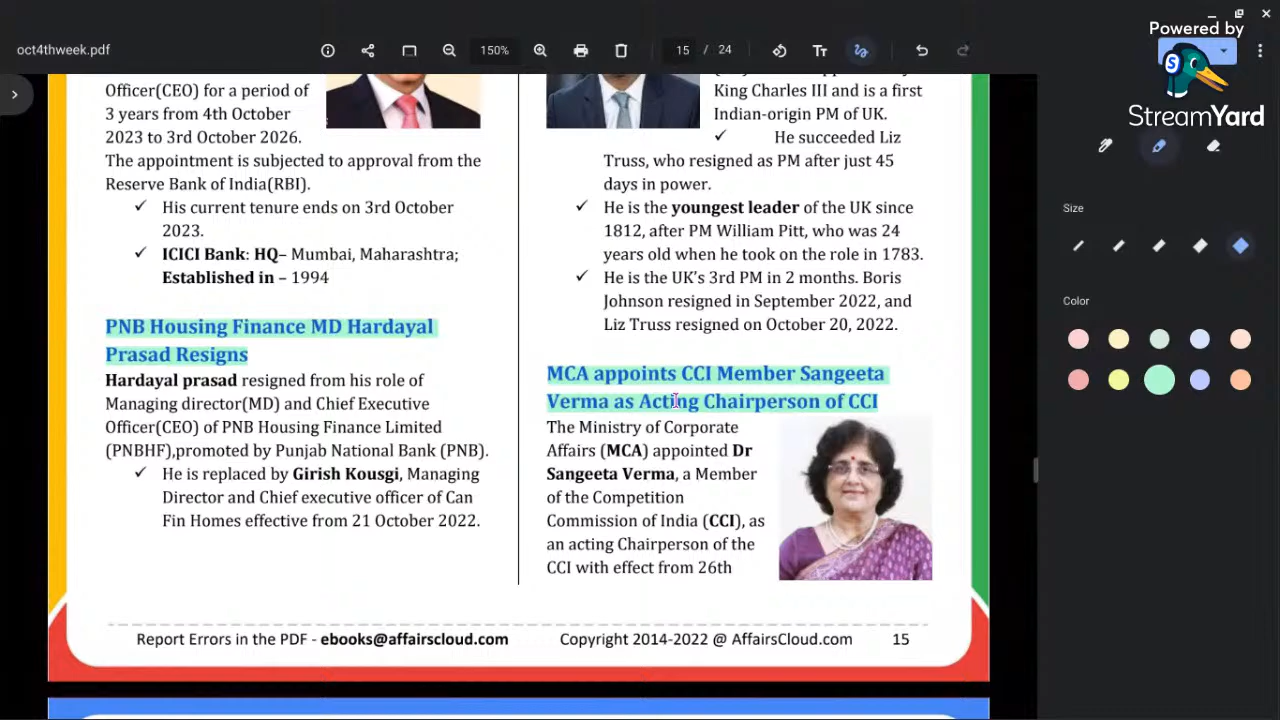 oct4thweek.pdf
150%
15 / 24
Powered by
StreamYard
Officer(CEO) for a period of
3 years from 4th October
2023 to 3rd October 2026.
The appointment is subjected to approval from the
Reserve Bank of India(RBI).
✓ His current tenure ends on 3rd October
2023.
✓ ICICI Bank: HQ– Mumbai, Maharashtra;
Established in – 1994
PNB Housing Finance MD Hardayal
Prasad Resigns
Hardayal prasad resigned from his role of
Managing director(MD) and Chief Executive
Officer(CEO) of PNB Housing Finance Limited
(PNBHF),promoted by Punjab National Bank (PNB).
✓ He is replaced by Girish Kousgi, Managing
Director and Chief executive officer of Can
Fin Homes effective from 21 October 2022.
King Charles III and is a first
Indian-origin PM of UK.
✓ He succeeded Liz
Truss, who resigned as PM after just 45
days in power.
✓ He is the youngest leader of the UK since
1812, after PM William Pitt, who was 24
years old when he took on the role in 1783.
✓ He is the UK's 3rd PM in 2 months. Boris
Johnson resigned in September 2022, and
Liz Truss resigned on October 20, 2022.
MCA appoints CCI Member Sangeeta
Verma as Acting Chairperson of CCI
The Ministry of Corporate
Affairs (MCA) appointed Dr
Sangeeta Verma, a Member
of the Competition
Commission of India (CCI), as
an acting Chairperson of the
CCI with effect from 26th
Report Errors in the PDF - ebooks@affairscloud.com Copyright 2014-2022 @ AffairsCloud.com 15
Size
Color